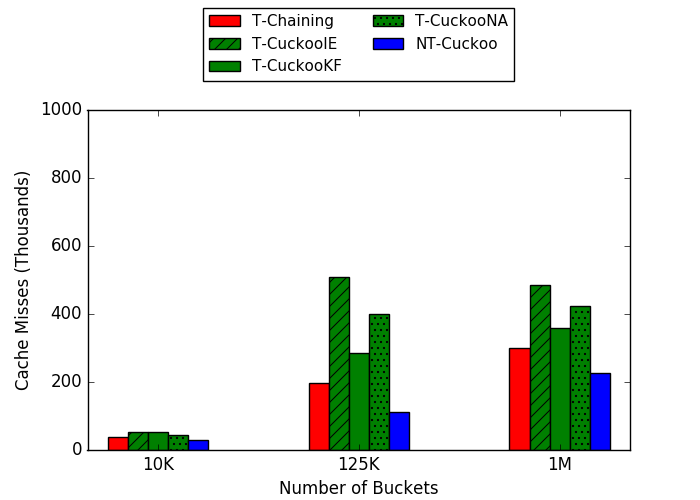 T-Chaining
T-CuckooIE
T-CuckooKF
T-CuckooNA
NT-Cuckoo
1000
800
600
400
200
0
Cache Misses (Thousands)
10K 125K 1M
Number of Buckets